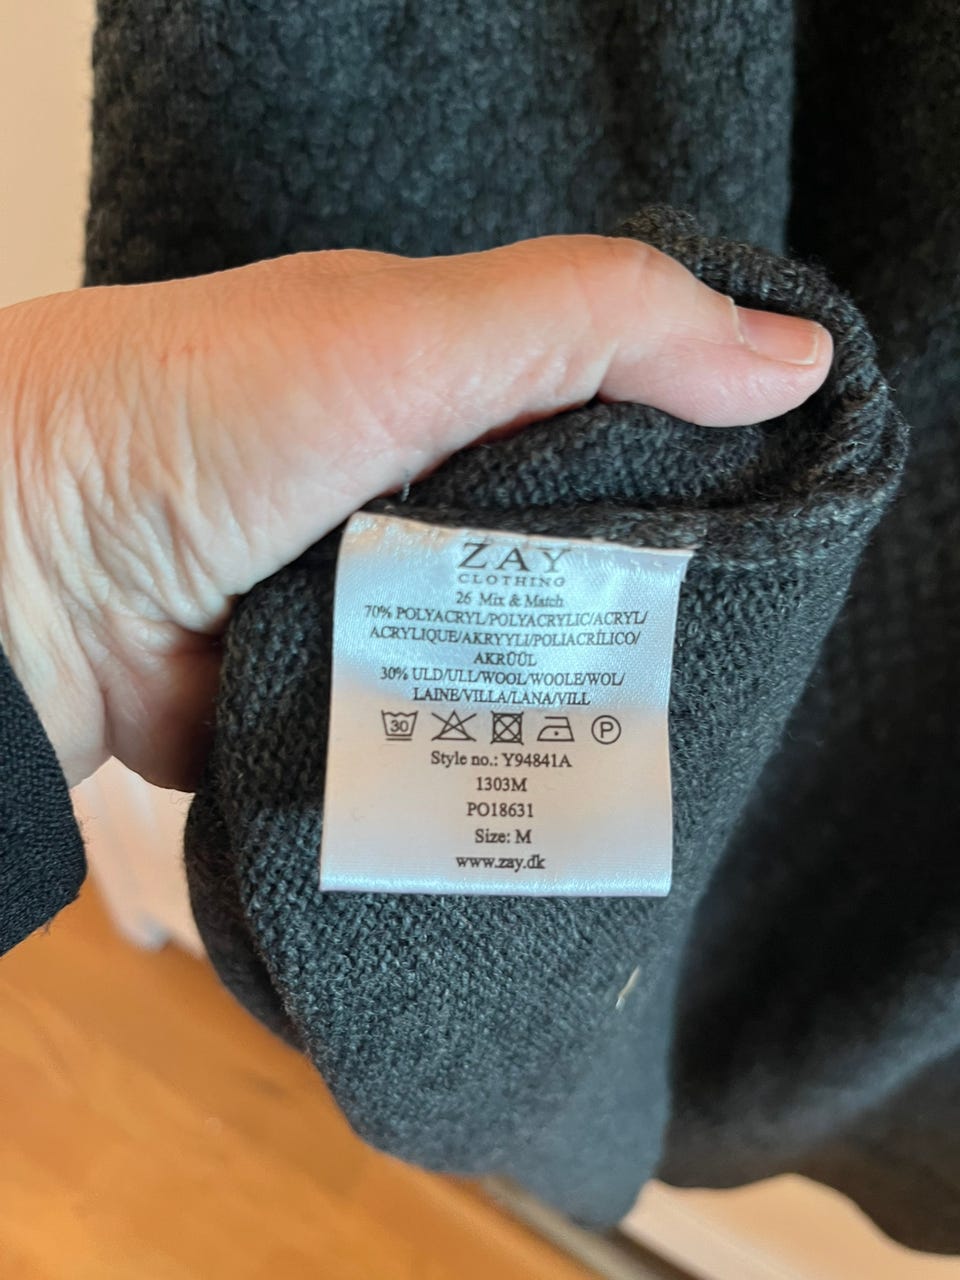 ZAY
CLOTHING
26 Mix & Match
70% POLYACRYL/POLYACRYLIC/ACRYL/
ACRYLIQUE/AKRYYLI/POLIACRÍLICO/
AKRÜÜL
30% ULD/ULL/WOOL/WOOLE/WOL/
LAINE/VILLA/LANA/VILL
30 P
Style no.: Y94841A
1303M
PO18631
Size: M
www.zay.dk